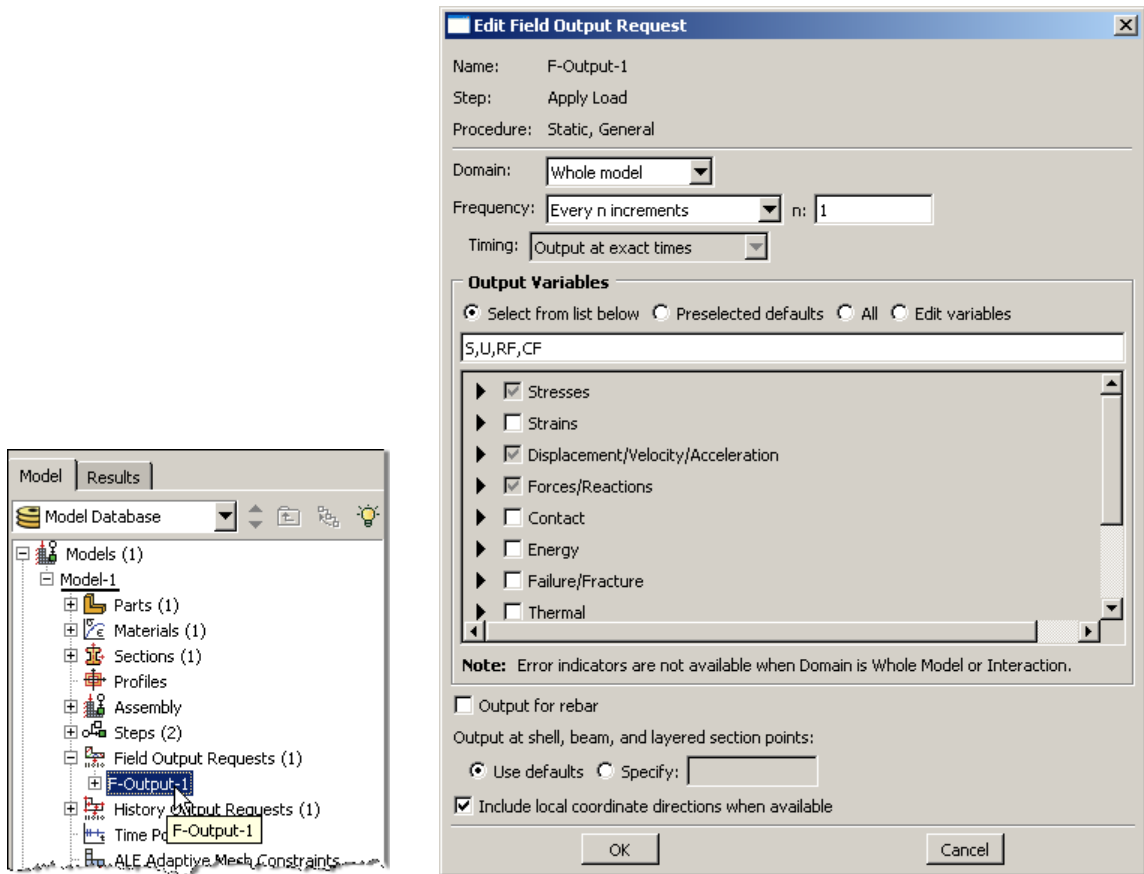 Model Results
Model Database
Models (1)
Model-1
Parts (1)
Materials (1)
Sections (1)
Profiles
Assembly
Steps (2)
Field Output Requests (1)
F-Output-1
History Output Requests (1)
F-Output-1
Time
ALE Adaptive Mesh Constraints
Edit Field Output Request
Name: F-Output-1
Step: Apply Load
Procedure: Static, General
Domain: Whole model
Frequency: Every n increments n: 1
Timing: Output at exact times
Output Variables
Select from list below Preselected defaults All Edit variables
S,U,RF,CF
Stresses
Strains
Displacement/Velocity/Acceleration
Forces/Reactions
Contact
Energy
Failure/Fracture
Thermal
Note: Error indicators are not available when Domain is Whole Model or Interaction.
Output for rebar
Output at shell, beam, and layered section points:
Use defaults Specify:
Include local coordinate directions when available
OK Cancel